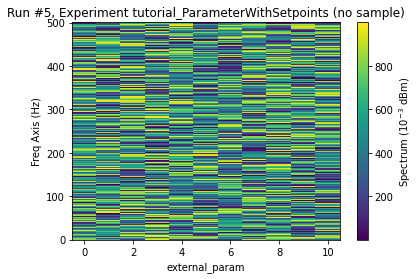 Run #5, Experiment tutorial_ParameterWithSetpoints (no sample)
500
400
300
200
100
0
Freq Axis (Hz)
0 2 4 6 8 10
external_param
800
600
400
200
Spectrum (10⁻³ dBm)